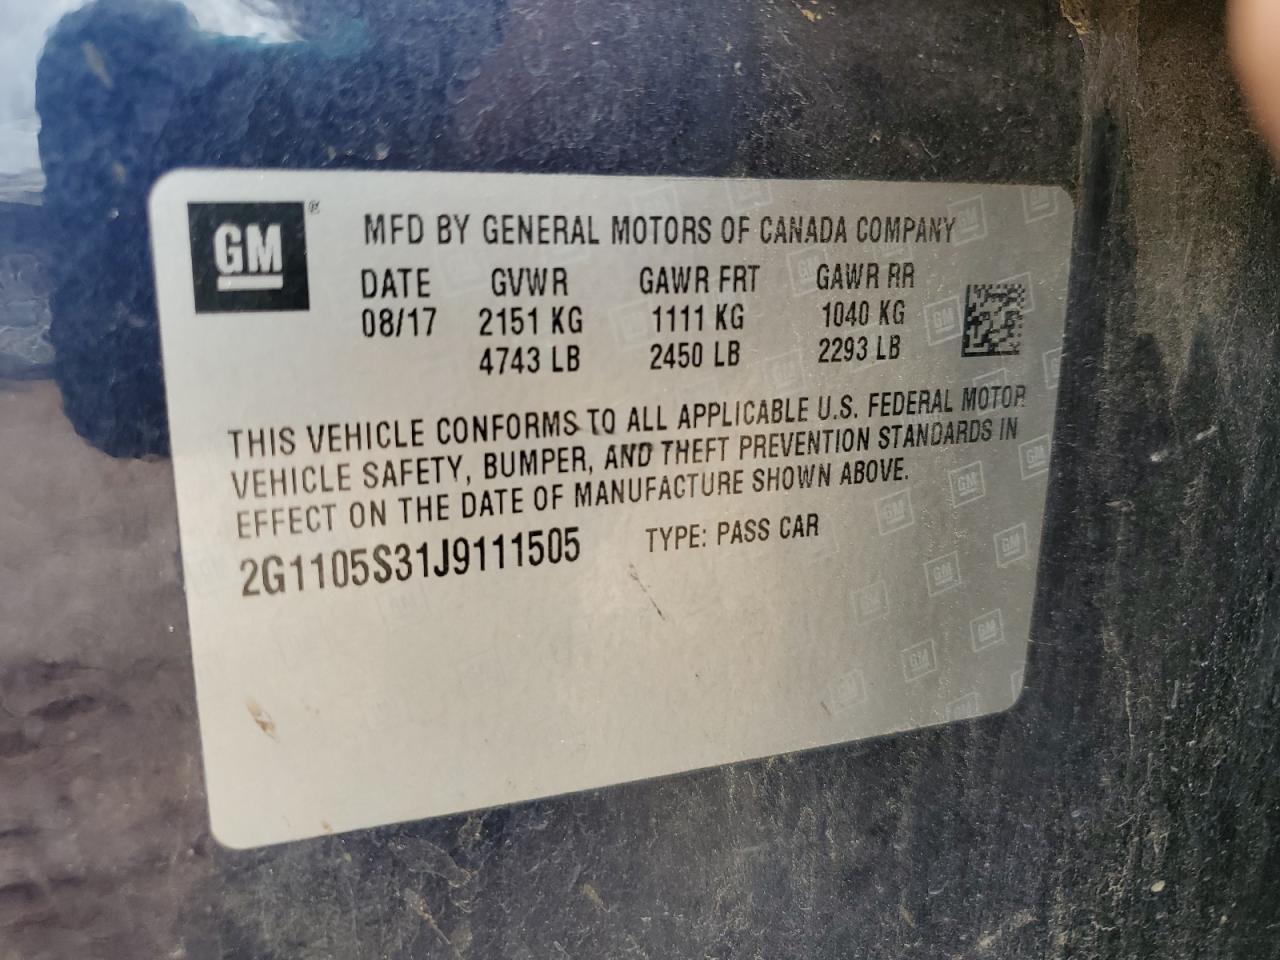 GM®
MFD BY GENERAL MOTORS OF CANADA COMPANY
DATE GVWR GAWR FRT GAWR RR
08/17 2151 KG 1111 KG 1040 KG
4743 LB 2450 LB 2293 LB
THIS VEHICLE CONFORMS TO ALL APPLICABLE U.S. FEDERAL MOTOR
VEHICLE SAFETY, BUMPER, AND THEFT PREVENTION STANDARDS IN
EFFECT ON THE DATE OF MANUFACTURE SHOWN ABOVE.
2G1105S31J9111505 TYPE: PASS CAR